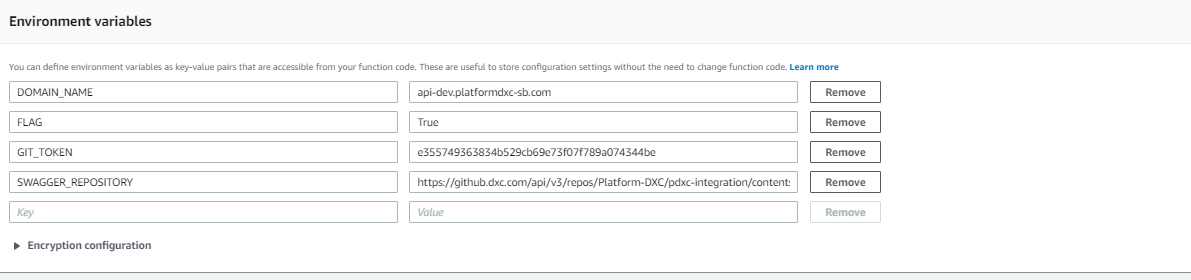 Environment variables
You can define environment variables as key-value pairs that are accessible from your function code. These are useful to store configuration settings without the need to change function code. Learn more
DOMAIN_NAME api-dev.platformdxc-sb.com Remove
FLAG True Remove
GIT_TOKEN e355749363834b529cb69e73f07f789a074344be Remove
SWAGGER_REPOSITORY https://github.dxc.com/api/v3/repos/Platform-DXC/pdxc-integration/content Remove
Key Value Remove
Encryption configuration